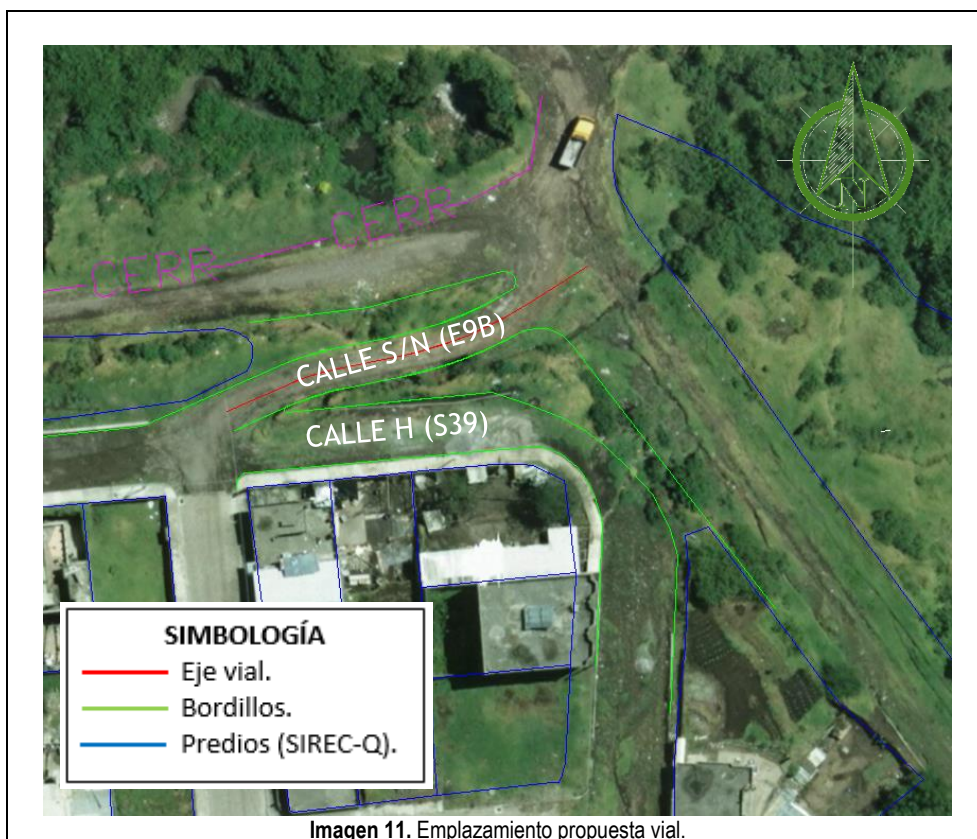 CERR
CERR
CALLE S/N (E9B)
CALLE H (S39)
N
SIMBOLOGÍA
Eje vial.
Bordillos.
Predios (SIREC-Q).
Imagen 11. Emplazamiento propuesta vial.